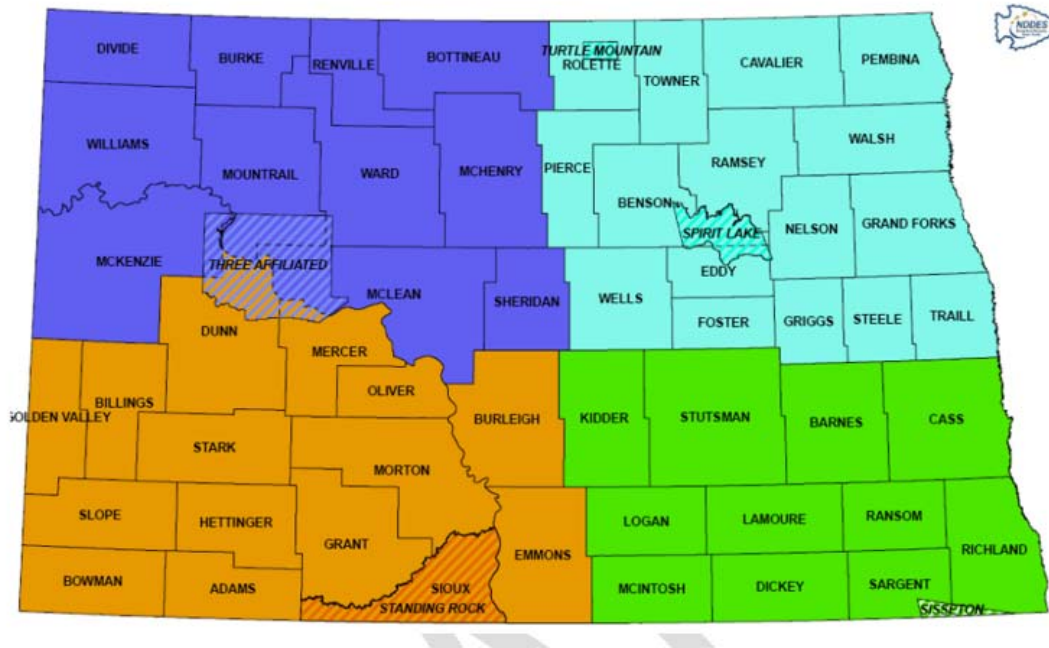 NDDES
DIVIDE
BURKE
RENVILLE
BOTTINEAU
TURTLE MOUNTAIN
ROLETTE
TOWNER
CAVALIER
PEMBINA
WILLIAMS
MOUNTRAIL
WARD
MCHENRY
PIERCE
BENSON
RAMSEY
WALSH
MCKENZIE
THREE AFFILIATED
MCLEAN
SHERIDAN
WELLS
SPIRIT LAKE
EDDY
NELSON
GRAND FORKS
FOSTER
GRIGGS
STEELE
TRAILL
DUNN
MERCER
OLIVER
BURLEIGH
KIDDER
STUTSMAN
BARNES
CASS
OLDEN VALLEY
BILLINGS
STARK
MORTON
SLOPE
HETTINGER
GRANT
EMMONS
LOGAN
LAMOURE
RANSOM
RICHLAND
BOWMAN
ADAMS
SIOUX
STANDING ROCK
MCINTOSH
DICKEY
SARGENT
SISSETON